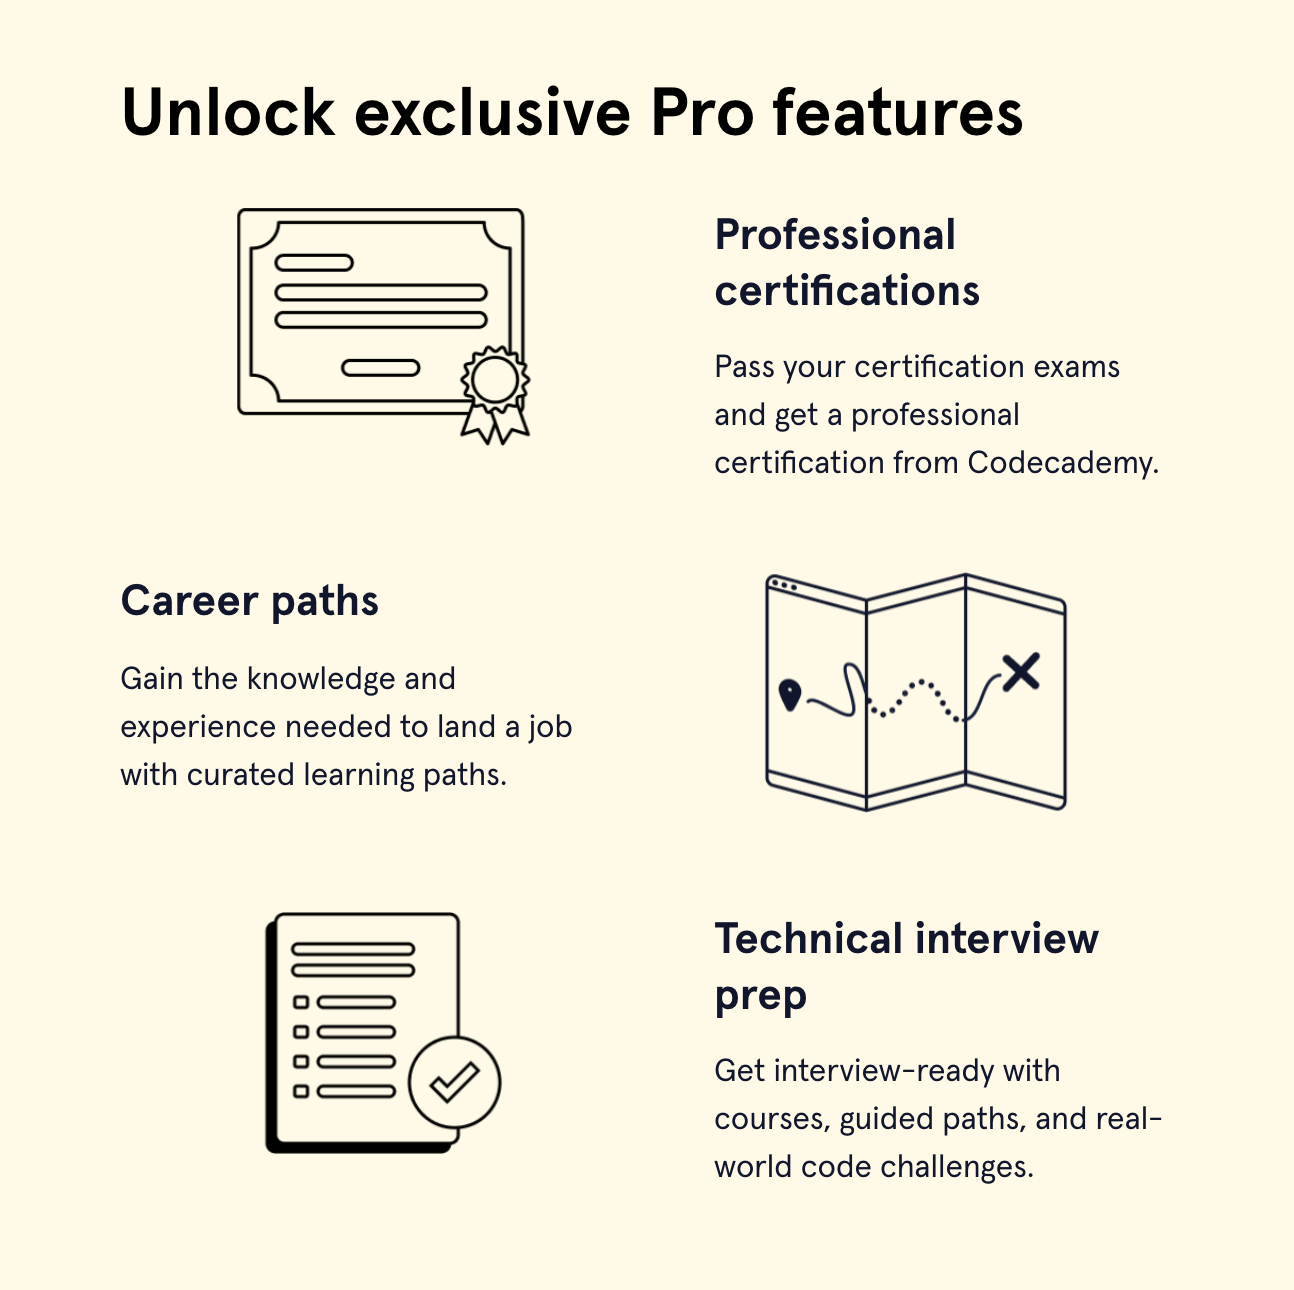 Unlock exclusive Pro features
Professional
certifications
Pass your certification exams
and get a professional
certification from Codecademy.
Career paths
Gain the knowledge and
experience needed to land a job
with curated learning paths.
Technical interview
prep
Get interview-ready with
courses, guided paths, and real-
world code challenges.